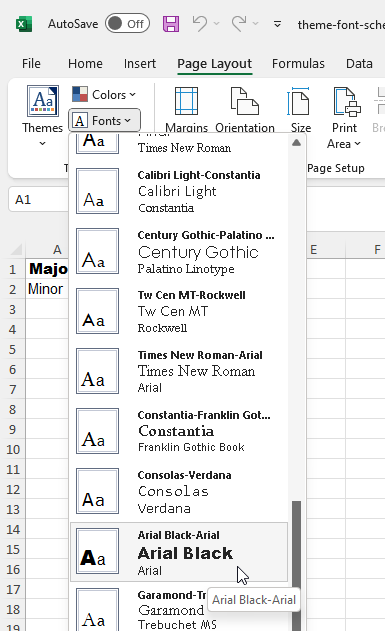 AutoSave Off theme-font-sche
File Home Insert Page Layout Formulas Data
Aa
Themes
Colors
A Fonts
Margins Orientation Size Print Area
Page Setup
A1
A E F
1 Majo
2 Minor
3
4
5
6
7
8
9
10
11
12
13
14
15
16
17
18
19
Aa
Times New Roman
Aa
Calibri Light-Constantia
Calibri Light
Constantia
Aa
Century Gothic-Palatino ...
Century Gothic
Palatino Linotype
Aa
Tw Cen MT-Rockwell
Tw Cen MT
Rockwell
Aa
Times New Roman-Arial
Times New Roman
Arial
Aa
Constantia-Franklin Got...
Constantia
Franklin Gothic Book
Aa
Consolas-Verdana
Consolas
Verdana
Aa
Arial Black-Arial
Arial Black
Arial
Arial Black-Arial
Aa
Garamond-Tr
Garamond
Trebuchet MS